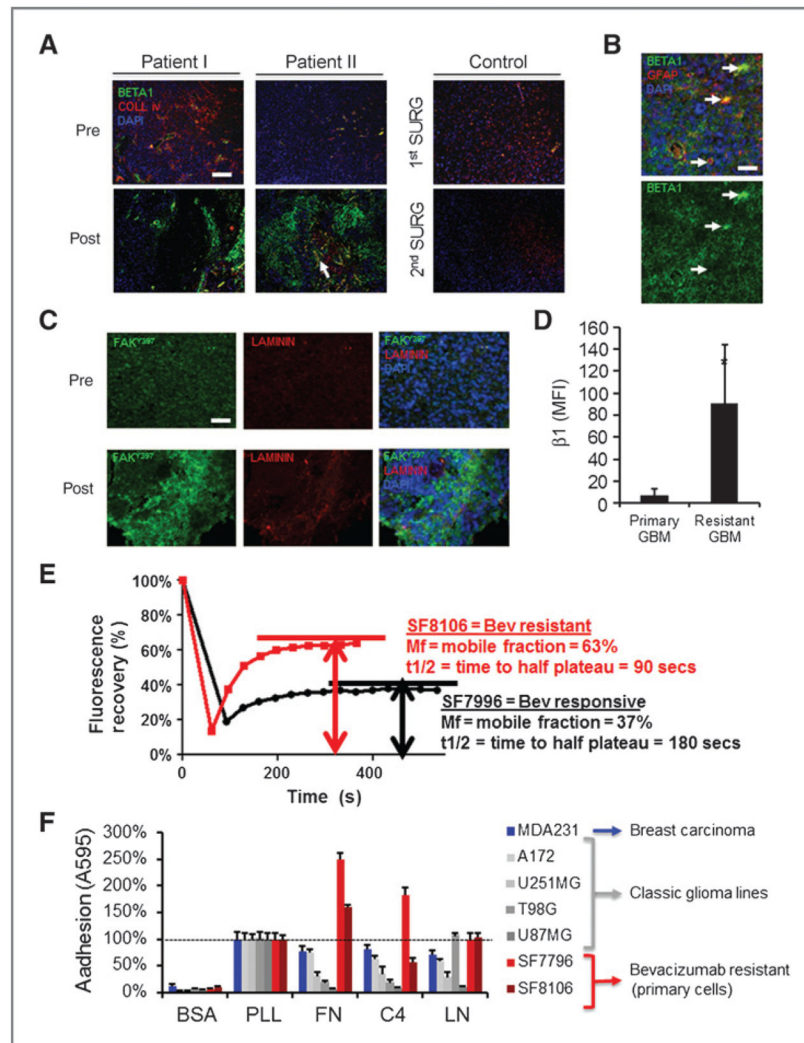 A
Patient I
Patient II
Control
BETA1
COLL IV
DAPI
Pre
Post
1st SURG
2nd SURG
B
BETA1
GFAP
DAPI
BETA1
C
FAKY397
LAMININ
FAKY397
LAMININ
DAPI
Pre
FAKY397
LAMININ
FAKY397
LAMININ
DAPI
Post
D
β1 (MFI)
160
140
120
100
80
60
40
20
0
Primary GBM
Resistant GBM
*
E
Fluorescence recovery (%)
100%
80%
60%
40%
20%
0%
0
200
400
Time (s)
SF8106 = Bev resistant
Mf= mobile fraction = 63%
t1/2 = time to half plateau = 90 secs
SF7996 = Bev responsive
Mf= mobile fraction = 37%
t1/2 = time to half plateau = 180 secs
F
Aadhesion (A595)
300%
250%
200%
150%
100%
50%
0%
BSA
PLL
FN
C4
LN
MDA231
A172
U251MG
T98G
U87MG
SF7796
SF8106
Breast carcinoma
Classic glioma lines
Bevacizumab resistant
(primary cells)